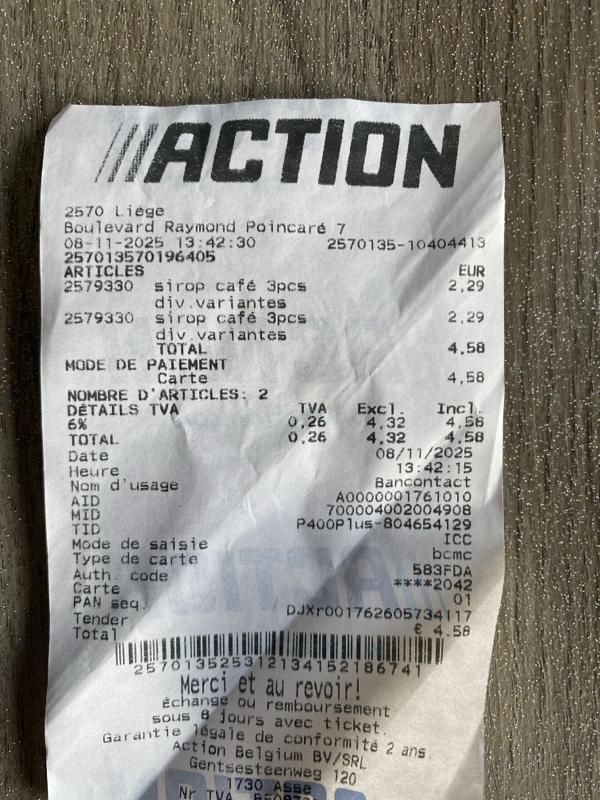 ACTION
2570 Liège
Boulevard Raymond Poincaré 7
08-11-2025 13:42:30 2570135-10404413
257013570196405
ARTICLES EUR
2579330 sirop café 3pcs 2,29
div.variantes
2579330 sirop café 3pcs 2,29
div.variantes
TOTAL 4,58
MODE DE PAIEMENT
Carte 4,58
NOMBRE D'ARTICLES: 2
DÉTAILS TVA TVA Excl. Incl.
6% 0,26 4,32 4,58
TOTAL 0,26 4,32 4,58
Date 08/11/2025
Heure 13:42:15
Nom d'usage Bancontact
AID A0000001761010
MID 700004002004908
TID P400Plus-804654129
Mode de saisie ICC
Type de carte bcmc
Auth. code 583FDA
Carte ****2042
PAN seq. 01
Tender DJXr001762605734117
Total € 4.58
257013525312134152186741
Merci et au revoir!
Échange ou remboursement
sous 8 jours avec ticket.
Garantie légale de conformité 2 ans
Action Belgium BV/SRL
Gentsesteenweg 120
1730 Asse
Nr TVA